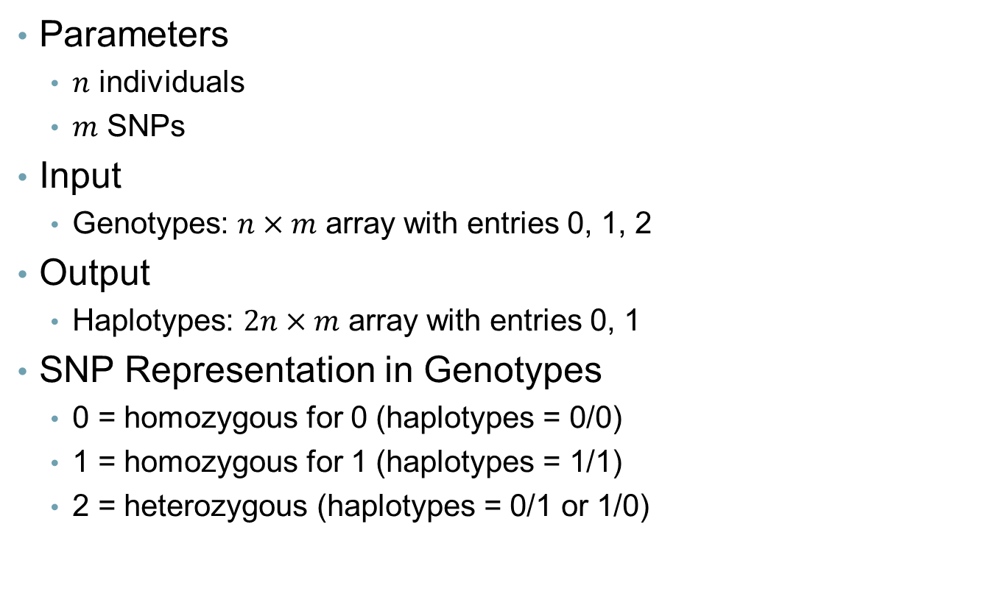 • Parameters
• n individuals
• m SNPs
• Input
• Genotypes: n × m array with entries 0, 1, 2
• Output
• Haplotypes: 2n × m array with entries 0, 1
• SNP Representation in Genotypes
• 0 = homozygous for 0 (haplotypes = 0/0)
• 1 = homozygous for 1 (haplotypes = 1/1)
• 2 = heterozygous (haplotypes = 0/1 or 1/0)